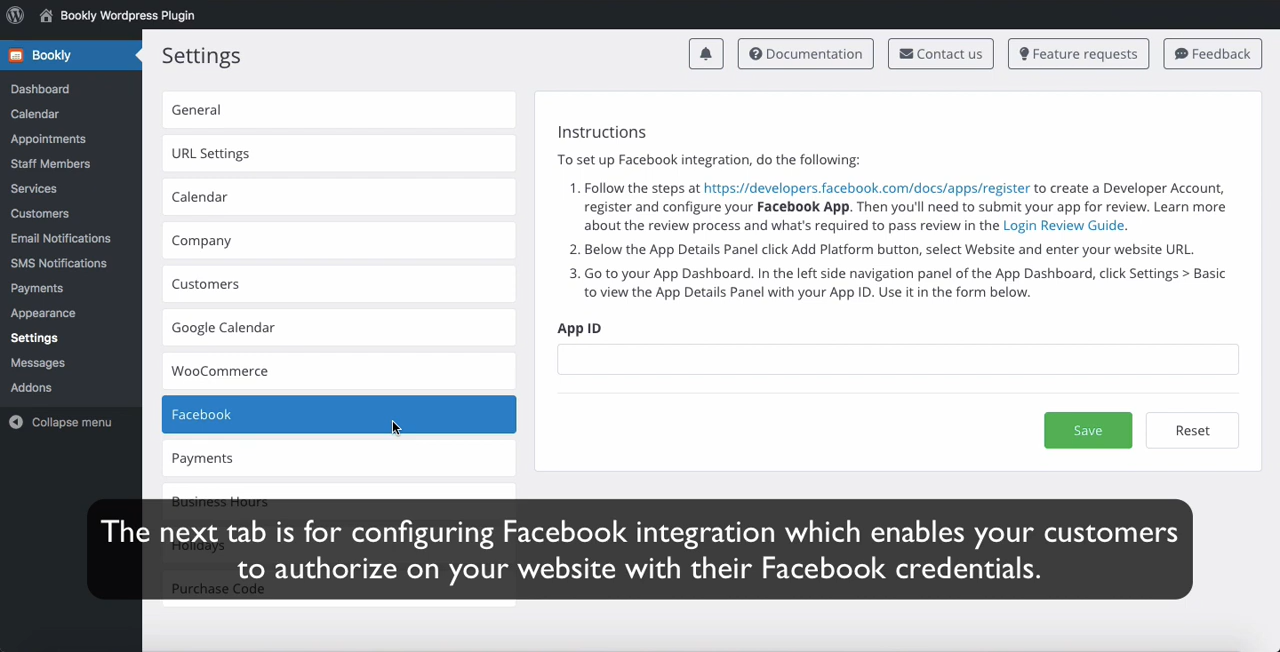 Bookly Wordpress Plugin
Bookly
Dashboard
Calendar
Appointments
Staff Members
Services
Customers
Email Notifications
SMS Notifications
Payments
Appearance
Settings
Messages
Addons
Collapse menu
Settings
Documentation
Contact us
Feature requests
Feedback
General
URL Settings
Calendar
Company
Customers
Google Calendar
WooCommerce
Facebook
Payments
Business Hours
Holidays
Purchase Code
Instructions
To set up Facebook integration, do the following:
1. Follow the steps at https://developers.facebook.com/docs/apps/register to create a Developer Account,
register and configure your Facebook App. Then you'll need to submit your app for review. Learn more
about the review process and what's required to pass review in the Login Review Guide.
2. Below the App Details Panel click Add Platform button, select Website and enter your website URL.
3. Go to your App Dashboard. In the left side navigation panel of the App Dashboard, click Settings > Basic
to view the App Details Panel with your App ID. Use it in the form below.
App ID
Save
Reset
The next tab is for configuring Facebook integration which enables your customers
to authorize on your website with their Facebook credentials.